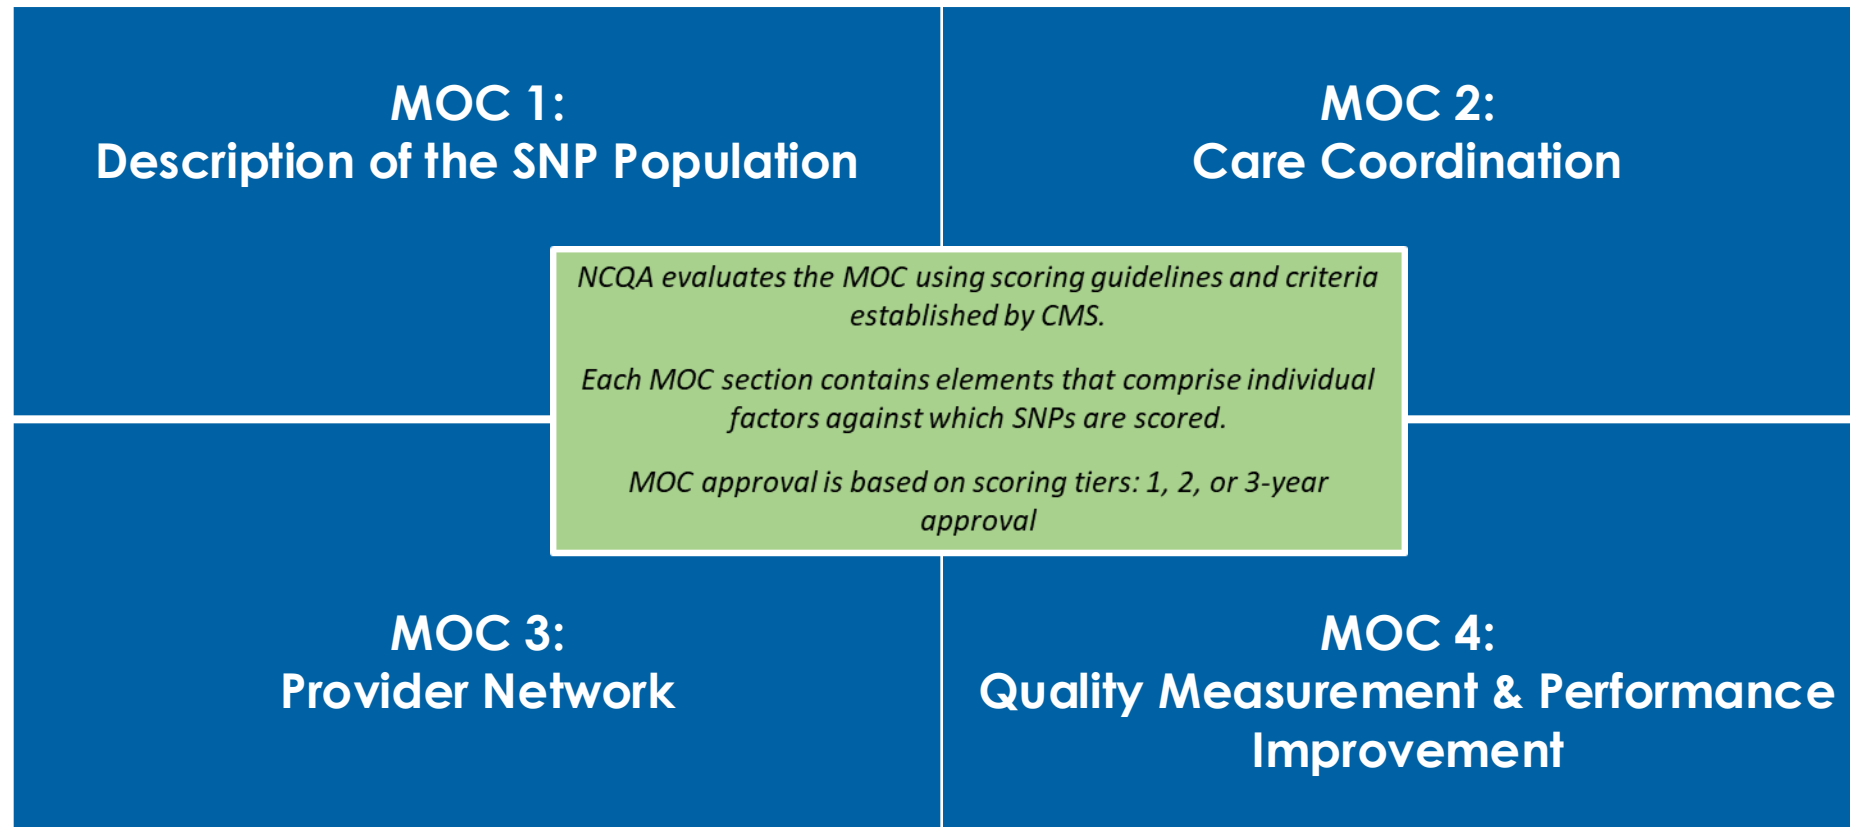 MOC 1:
Description of the SNP Population
MOC 2:
Care Coordination
NCQA evaluates the MOC using scoring guidelines and criteria
established by CMS.
Each MOC section contains elements that comprise individual
factors against which SNPs are scored.
MOC approval is based on scoring tiers: 1, 2, or 3-year
approval
MOC 3:
Provider Network
MOC 4:
Quality Measurement & Performance
Improvement